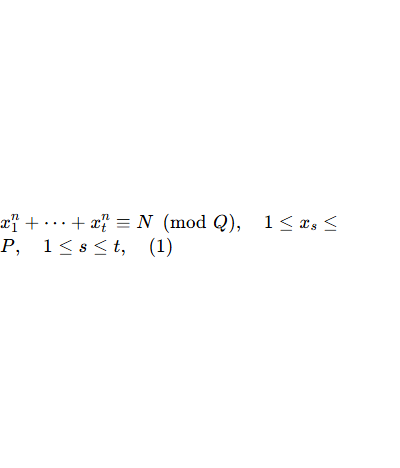 x_1^n + ⋯ + x_t^n ≡ N (mod Q), 1 ≤ x_s ≤
P, 1 ≤ s ≤ t, (1)